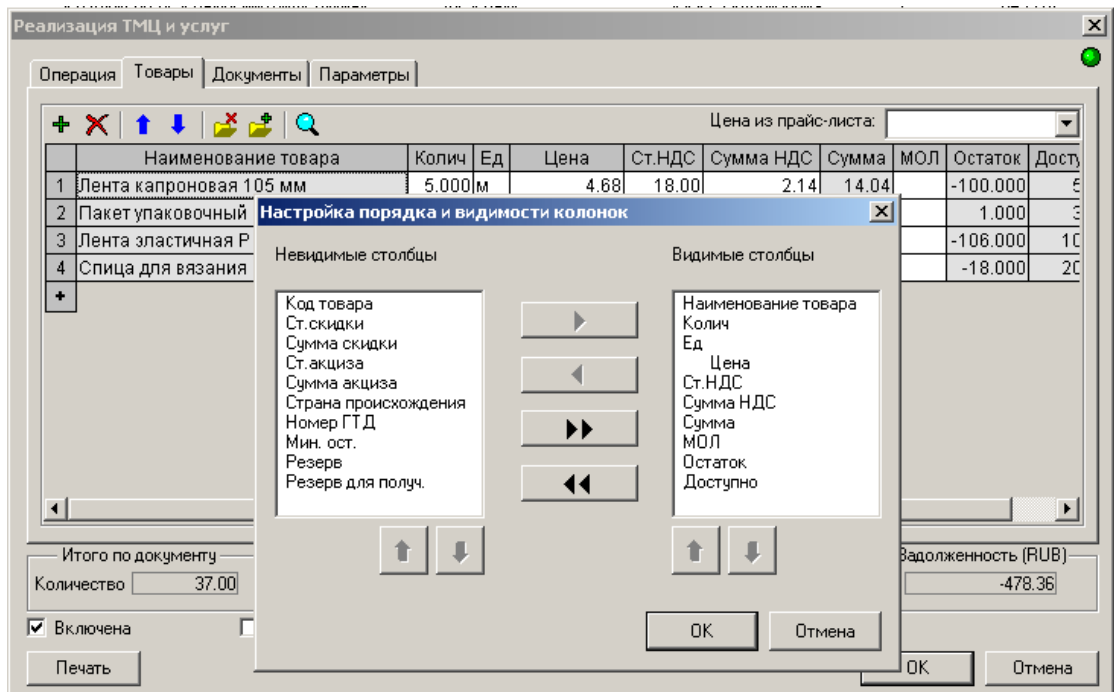 Реализация ТМЦ и услуг
Операция Товары Документы Параметры
Цена из прайс-листа:
Наименование товара Колич Ед Цена Ст.НДС Сумма НДС Сумма МОЛ Остаток Досту
1 Лента капроновая 105 мм 5.000 м 4.68 18.00 2.14 14.04 -100.000
2 Пакет упаковочный 1.000
3 Лента эластичная Р -106.000 10
4 Спица для вязания -18.000 20
Настройка порядка и видимости колонок
Невидимые столбцы Видимые столбцы
Код товара
Ст.скидки
Сумма скидки
Ст.акциза
Сумма акциза
Страна происхождения
Номер ГТД
Мин. ост.
Резерв
Резерв для получ.
Наименование товара
Колич
Ед
Цена
Ст.НДС
Сумма НДС
Сумма
МОЛ
Остаток
Доступно
OK Отмена
Итого по документу Задолженность (RUB)
Количество 37.00 -478.36
Включена
Печать OK Отмена